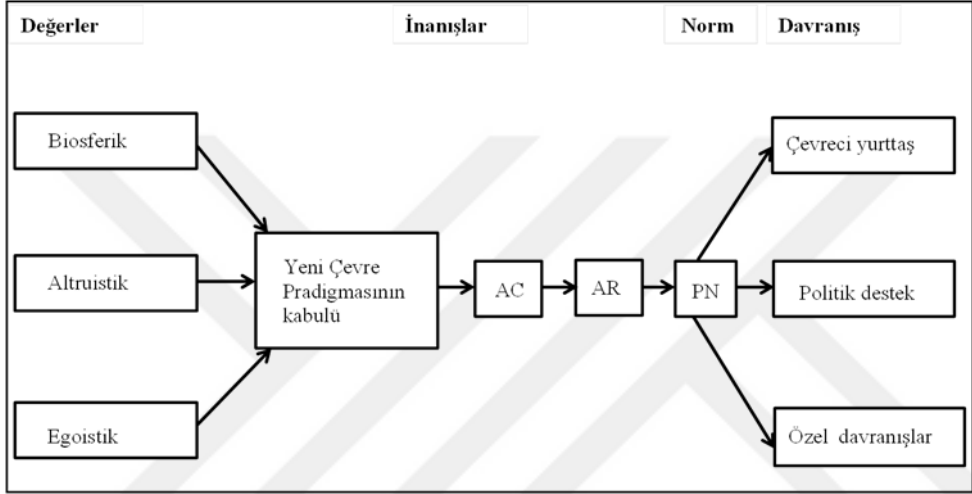 Değerler
İnanışlar
Norm
Davranış
Biosferik
Altruistik
Egoistik
Yeni Çevre
Pradigmasının
kabulü
AC
AR
PN
Çevreci yurttaş
Politik destek
Özel davranışlar